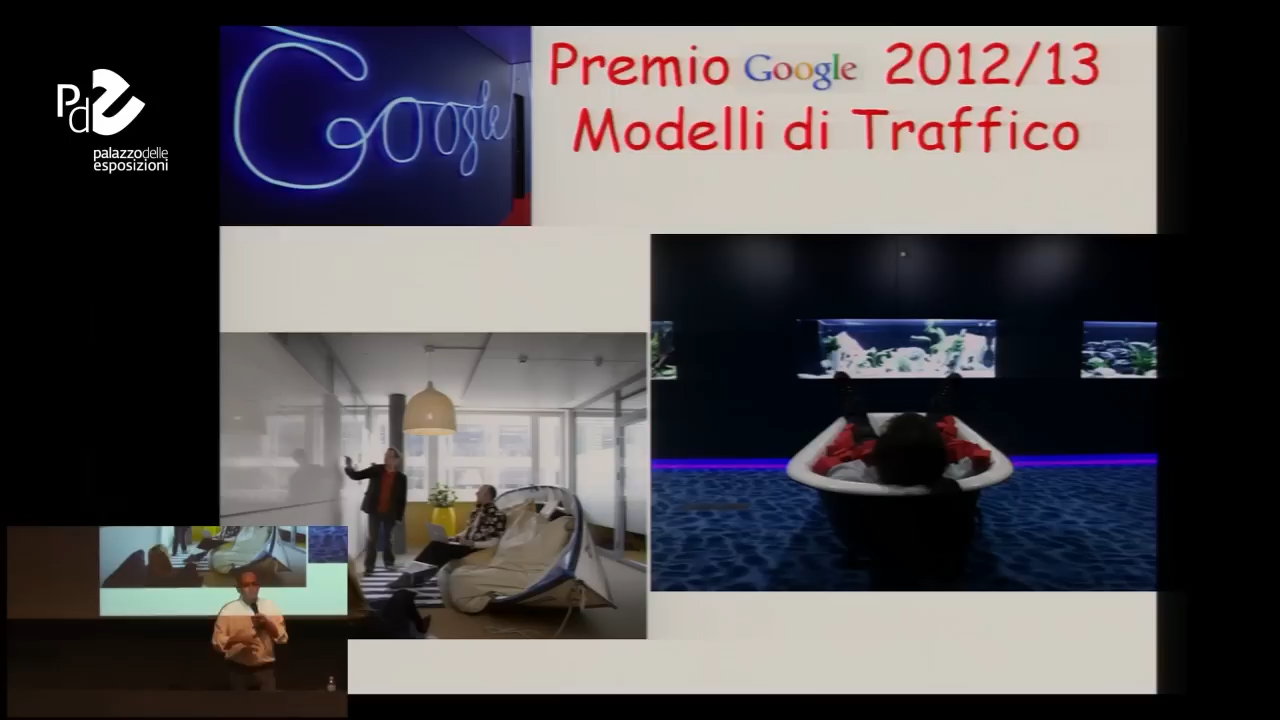 Google
Premio Google 2012/13
Modelli di Traffico
Pde
palazzodelle
esposizioni